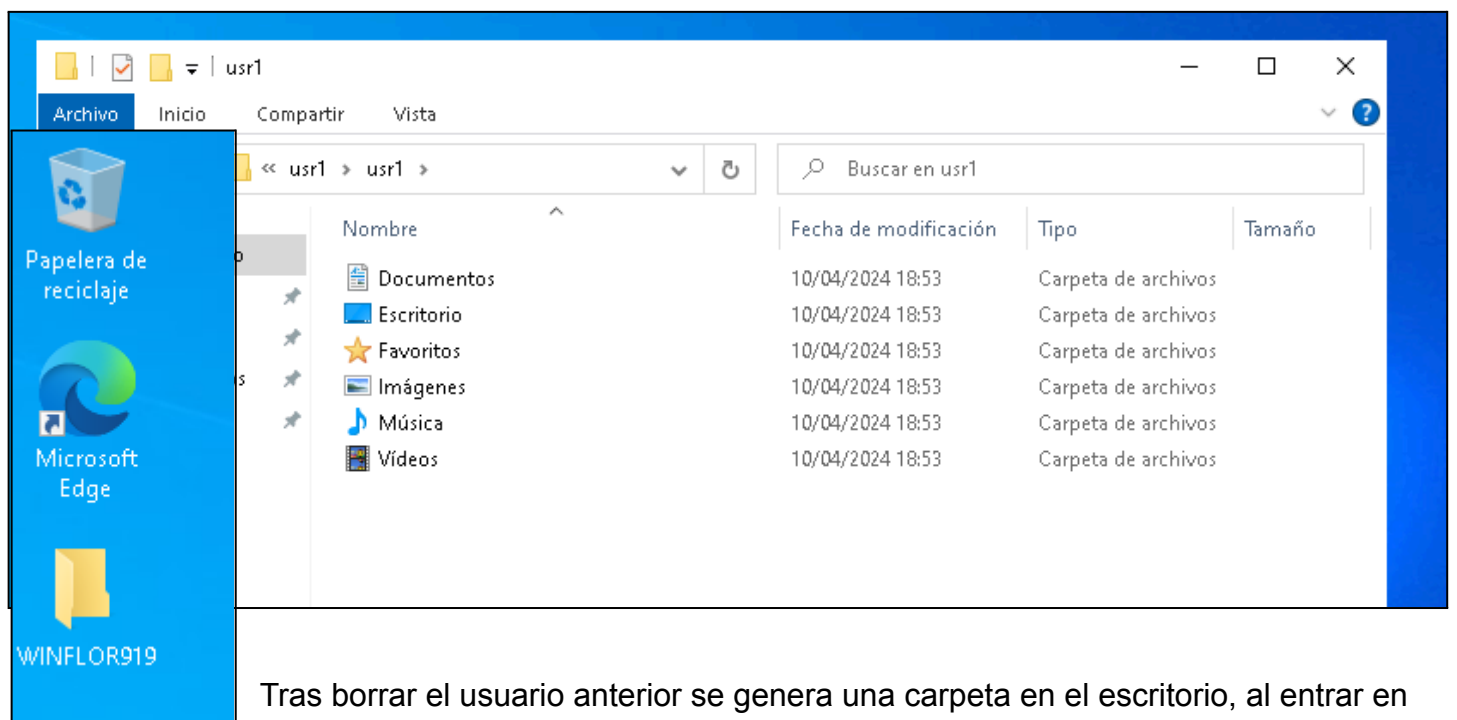 usr1
Archivo Inicio Compartir Vista
« usr1 > usr1 > Buscar en usr1
Nombre Fecha de modificación Tipo Tamaño
Documentos 10/04/2024 18:53 Carpeta de archivos
Escritorio 10/04/2024 18:53 Carpeta de archivos
Favoritos 10/04/2024 18:53 Carpeta de archivos
Imágenes 10/04/2024 18:53 Carpeta de archivos
Música 10/04/2024 18:53 Carpeta de archivos
Vídeos 10/04/2024 18:53 Carpeta de archivos
Papelera de
reciclaje
Microsoft
Edge
WINFLOR919
Tras borrar el usuario anterior se genera una carpeta en el escritorio, al entrar en